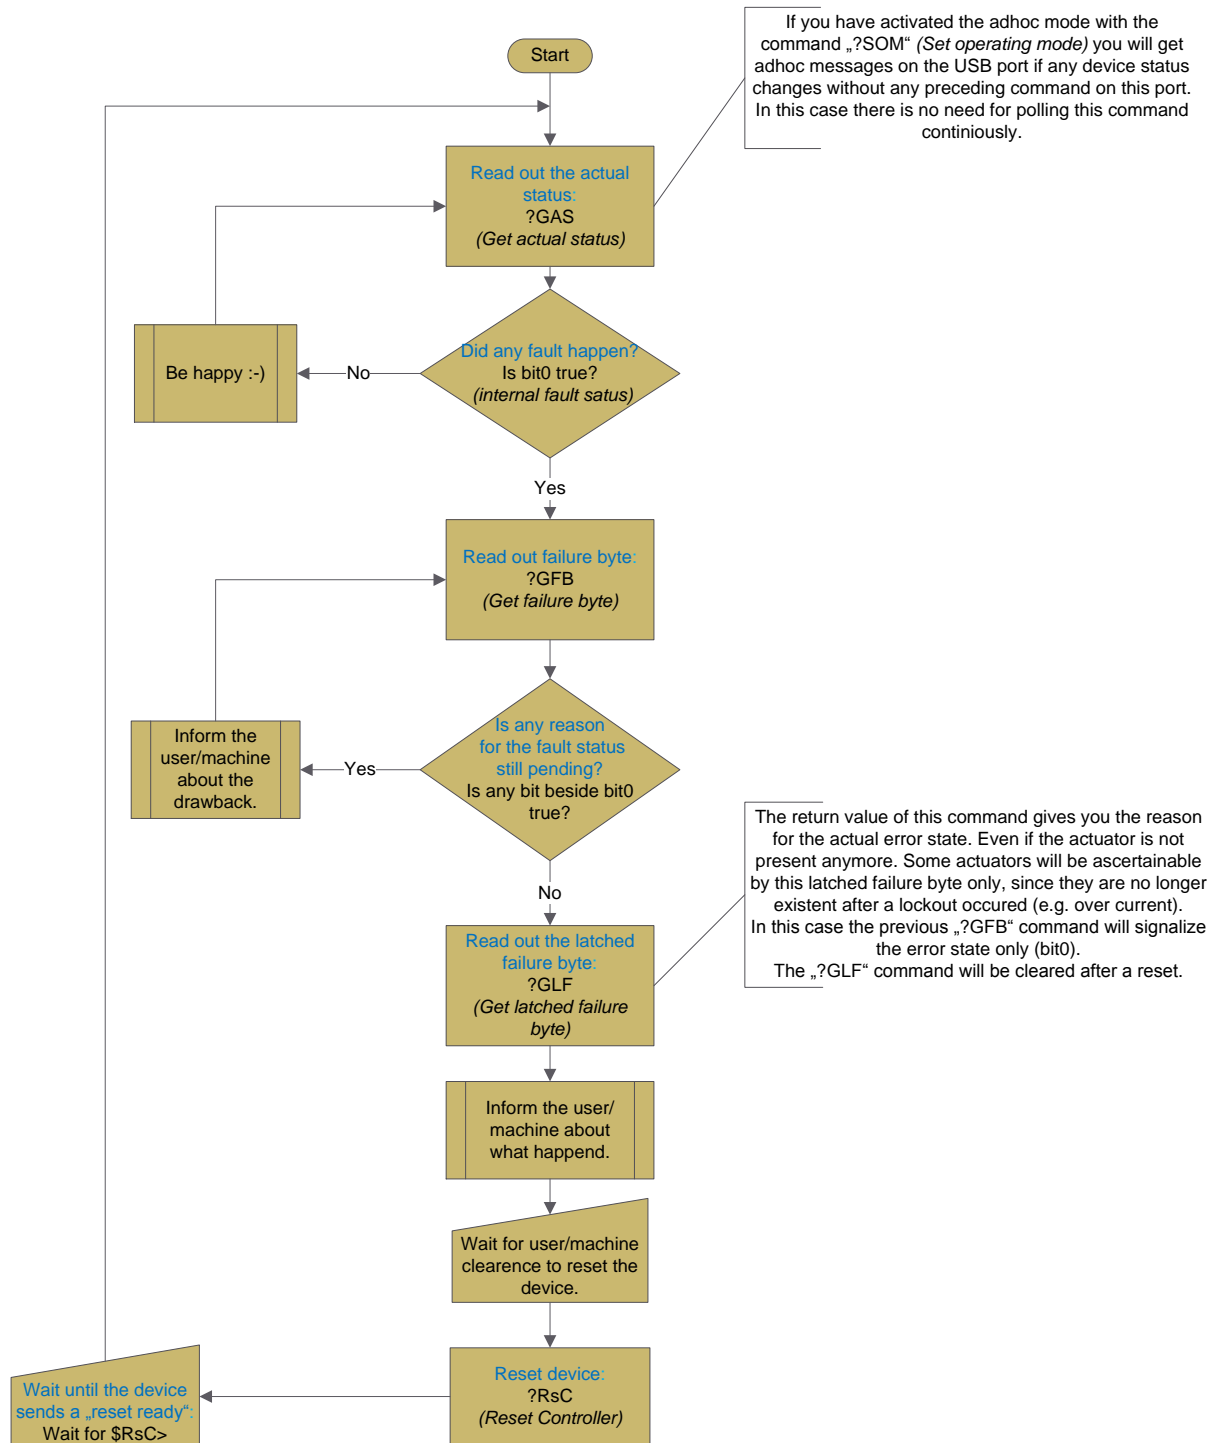 Start
If you have activated the adhoc mode with the
command „?SOM“ (Set operating mode) you will get
adhoc messages on the USB port if any device status
changes without any preceding command on this port.
In this case there is no need for polling this command
continiously.
Read out the actual
status:
?GAS
(Get actual status)
Did any fault happen?
Is bit0 true?
(internal fault satus)
No
Be happy :-)
Yes
Read out failure byte:
?GFB
(Get failure byte)
Is any reason
for the fault status
still pending?
Is any bit beside bit0
true?
Yes
Inform the
user/machine
about the
drawback.
No
Read out the latched
failure byte:
?GLF
(Get latched failure
byte)
The return value of this command gives you the reason
for the actual error state. Even if the actuator is not
present anymore. Some actuators will be ascertainable
by this latched failure byte only, since they are no longer
existent after a lockout occured (e.g. over current).
In this case the previous „?GFB“ command will signalize
the error state only (bit0).
The „?GLF“ command will be cleared after a reset.
Inform the user/
machine about
what happend.
Wait for user/machine
clearence to reset the
device.
Reset device:
?RsC
(Reset Controller)
Wait until the device
sends a „reset ready“:
Wait for $RsC>